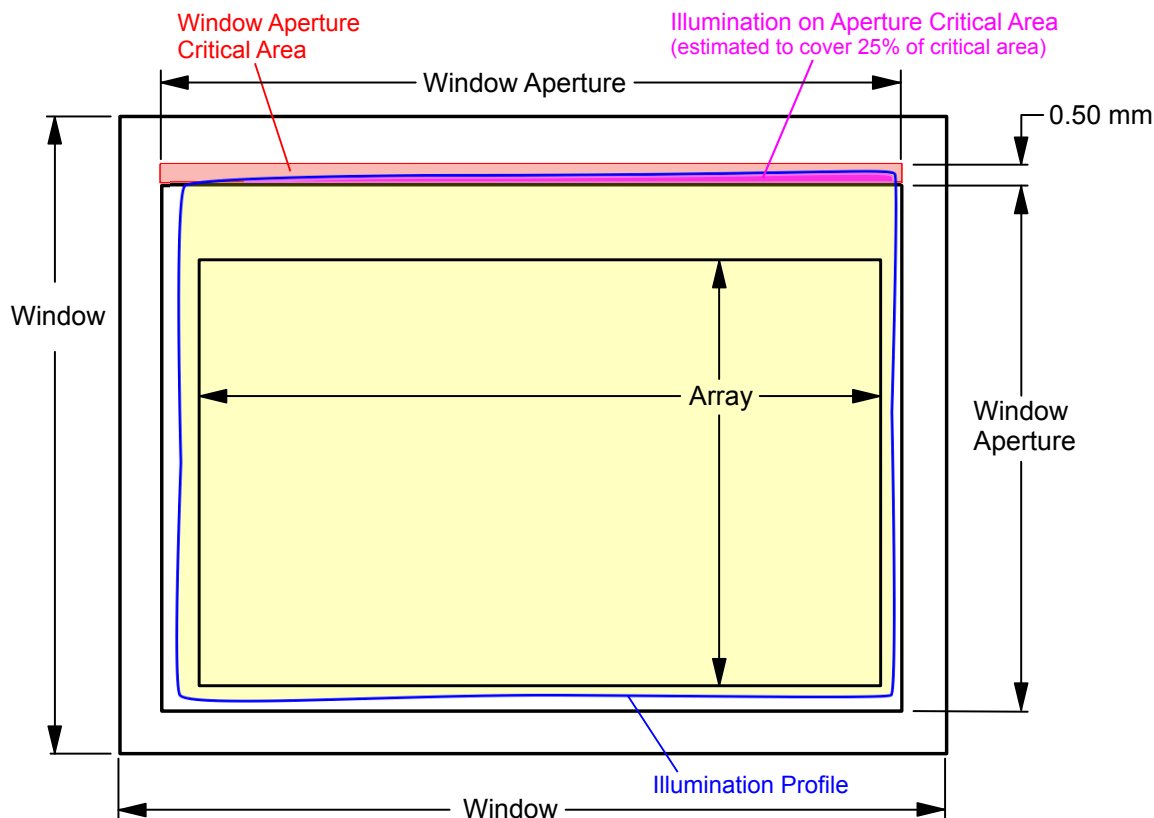 Window Aperture
Critical Area
Illumination on Aperture Critical Area
(estimated to cover 25% of critical area)
Window Aperture
0.50 mm
Window
Array
Window
Aperture
Illumination Profile
Window